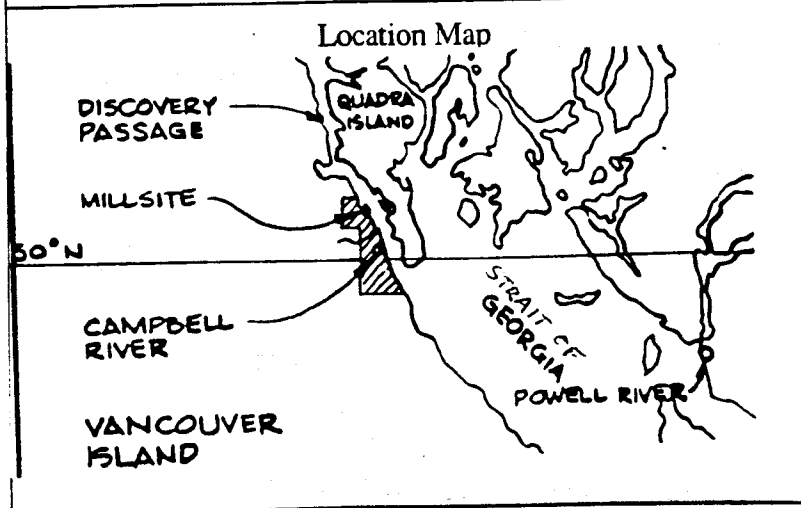 Location Map
DISCOVERY
PASSAGE
QUADRA
ISLAND
MILLSITE
50°N
CAMPBELL
RIVER
STRAIT OF
GEORGIA
POWELL RIVER
VANCOUVER
ISLAND